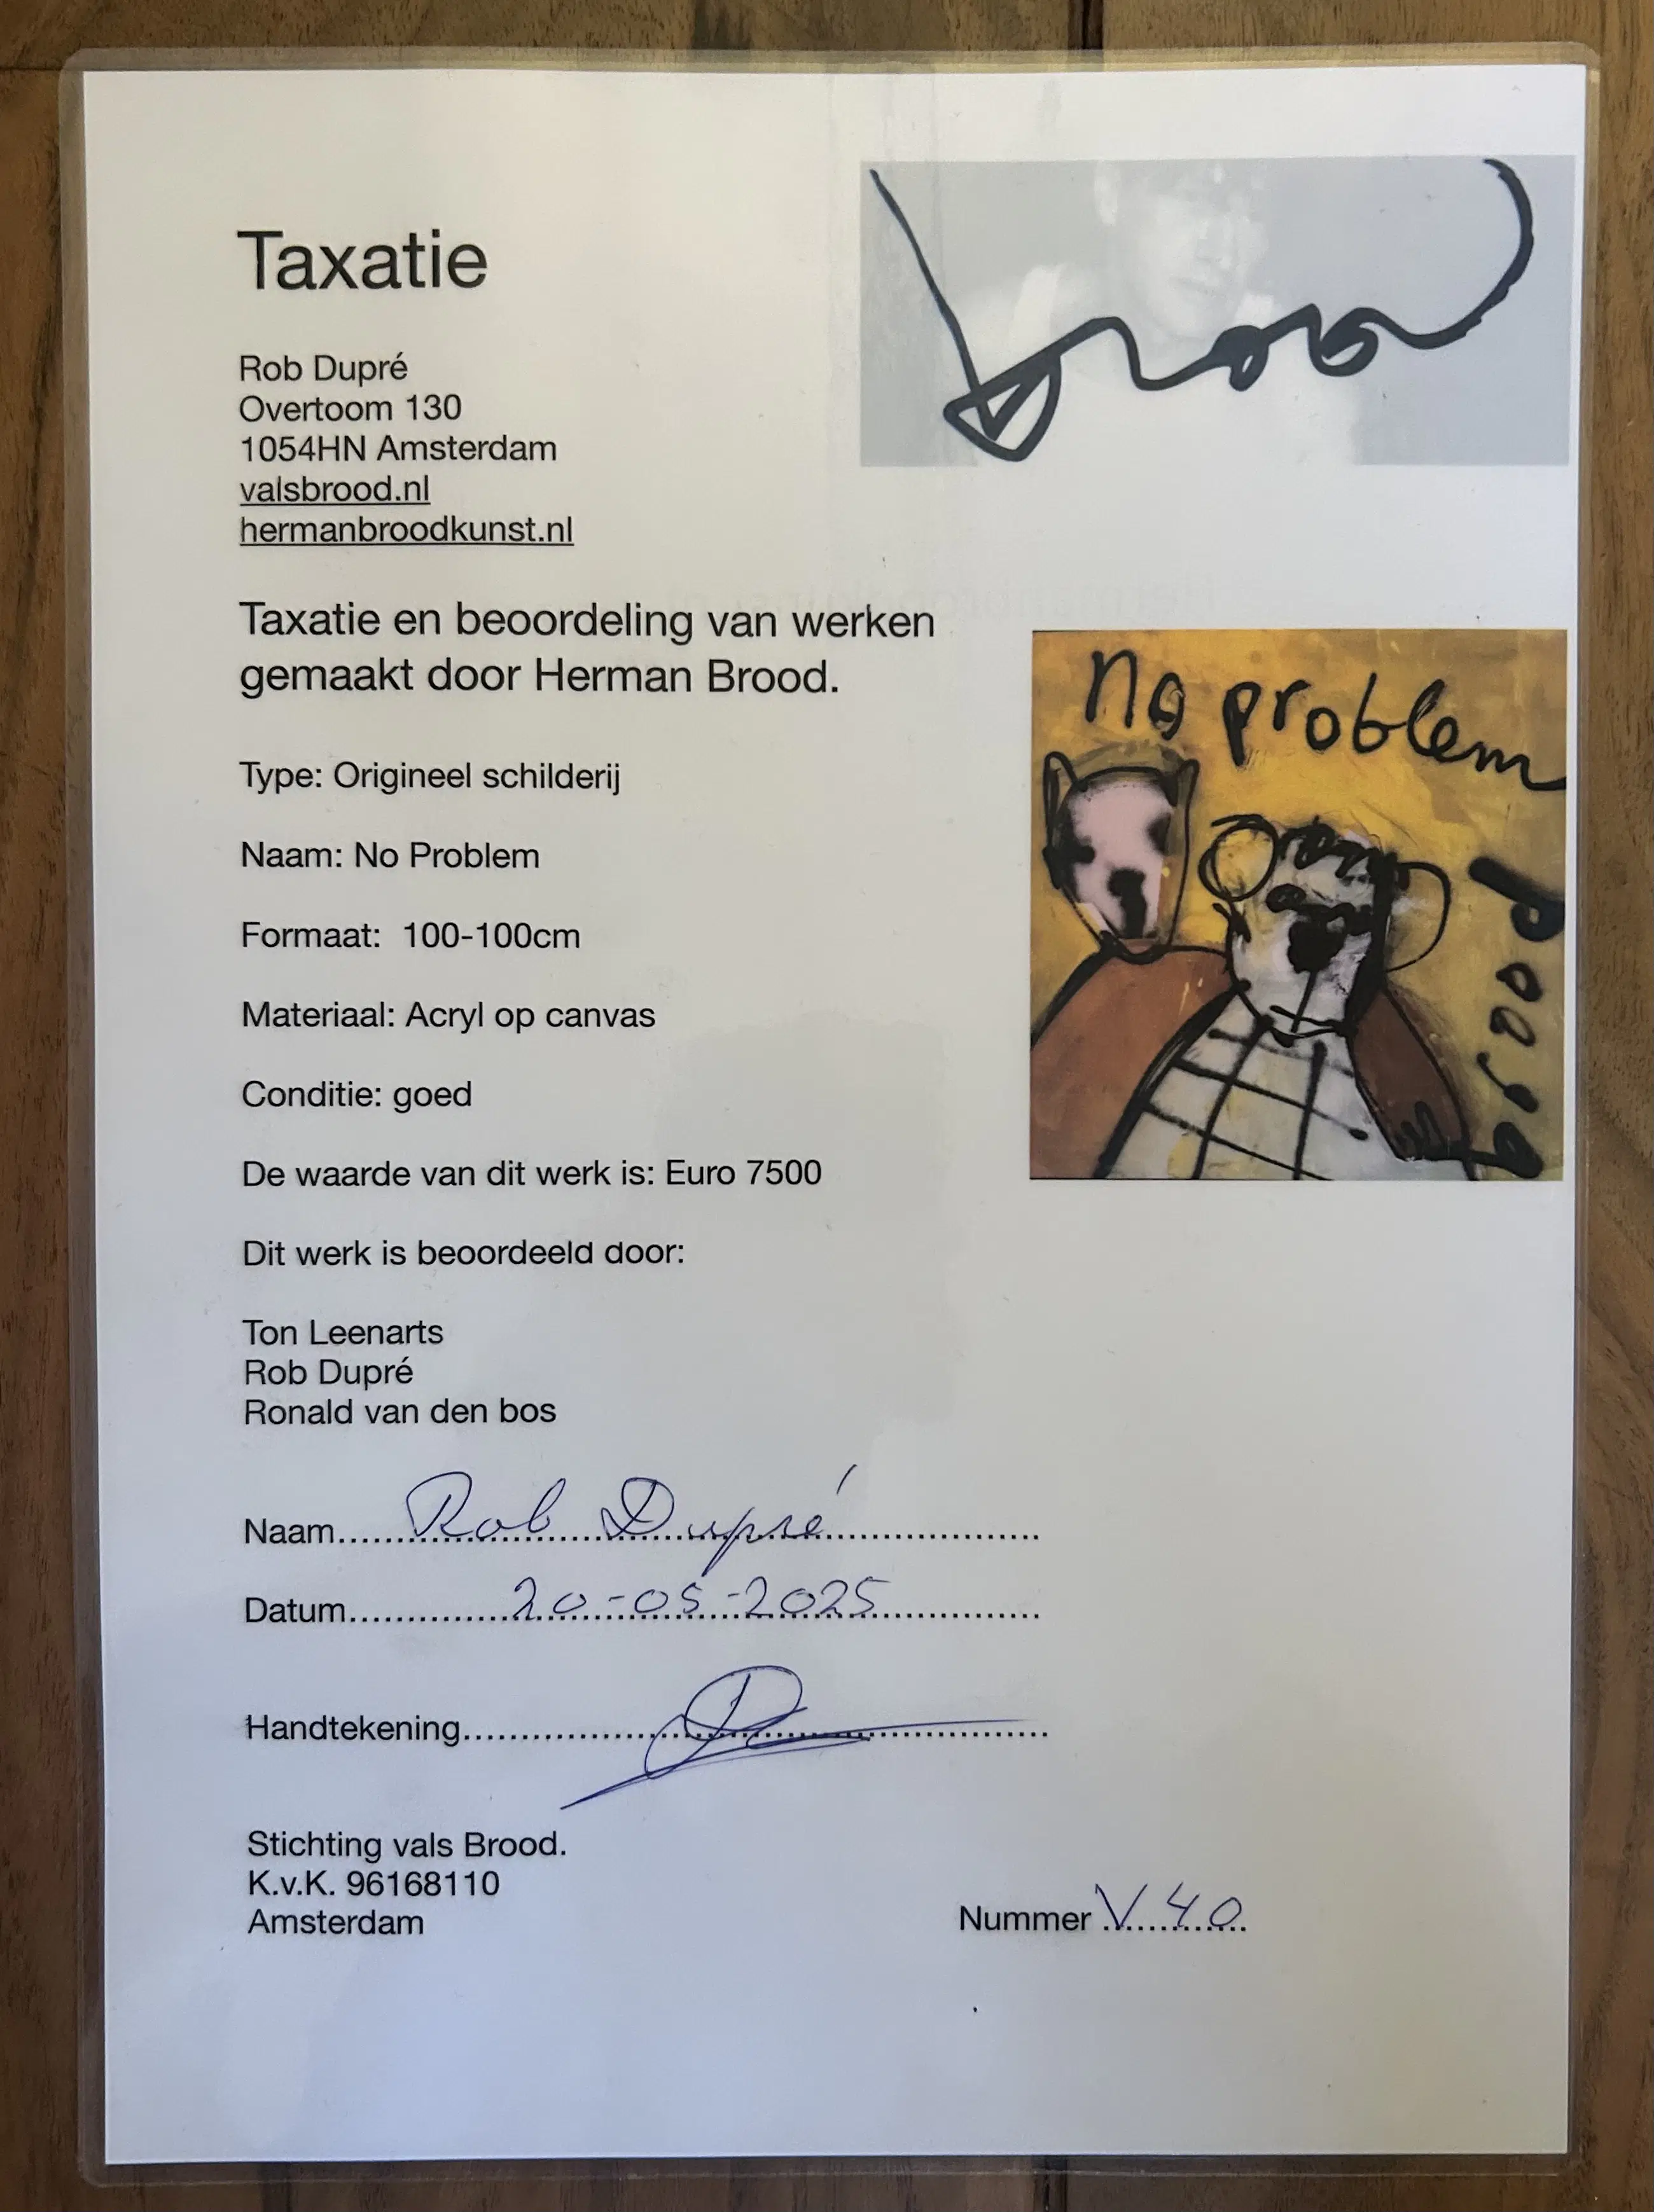 Taxatie
brood
Rob Dupré
Overtoom 130
1054HN Amsterdam
valsbrood.nl
hermanbroodkunst.nl
Taxatie en beoordeling van werken
gemaakt door Herman Brood.
No problem
brood
Type: Origineel schilderij
Naam: No Problem
Formaat: 100-100cm
Materiaal: Acryl op canvas
Conditie: goed
De waarde van dit werk is: Euro 7500
Dit werk is beoordeeld door:
Ton Leenarts
Rob Dupré
Ronald van den bos
Naam Rob Dupré
Datum 20-05-2025
Handtekening
Stichting vals Brood.
K.v.K. 96168110
Amsterdam
Nummer V.40